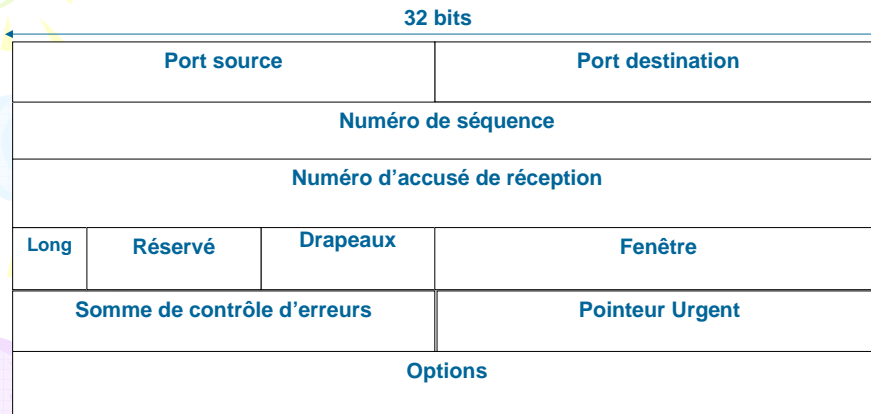 32 bits
Port source
Port destination
Numéro de séquence
Numéro d'accusé de réception
Long
Réservé
Drapeaux
Fenêtre
Somme de contrôle d'erreurs
Pointeur Urgent
Options